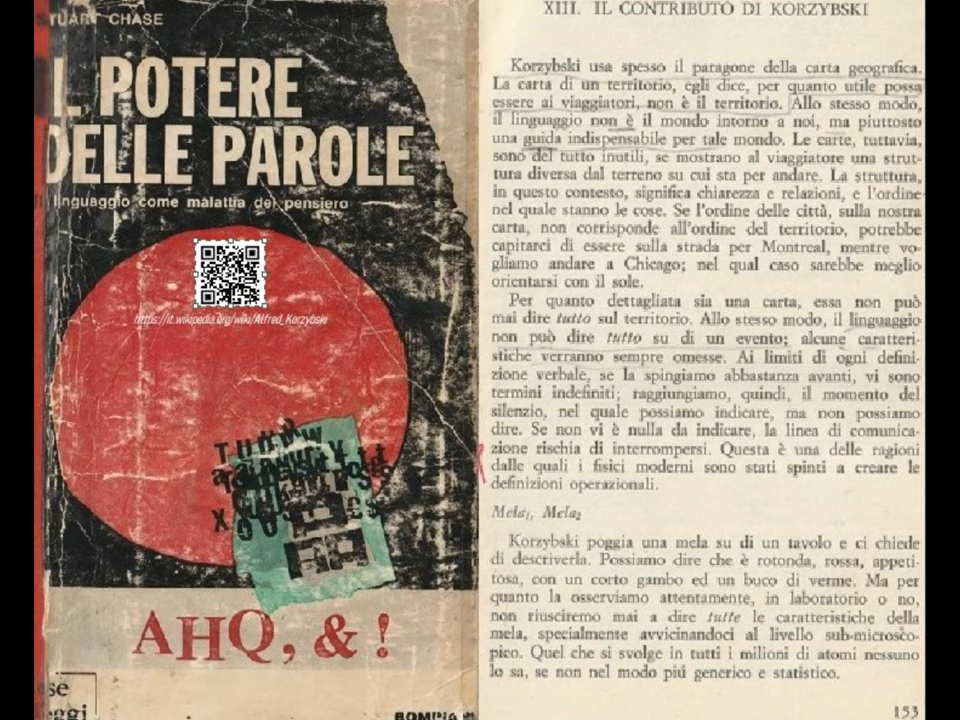 STUART CHASE
IL POTERE
DELLE PAROLE
linguaggio come malattia del pensiero
https://it.wikipedia.org/wiki/Alfred_Korzybski
AHQ, & !
BOMPIA
XIII. IL CONTRIBUTO DI KORZYBSKI
Korzybski usa spesso il paragone della carta geografica.
La carta di un territorio, egli dice, per quanto utile possa
essere ai viaggiatori, non è il territorio. Allo stesso modo,
il linguaggio non è il mondo intorno a noi, ma piuttosto
una guida indispensabile per tale mondo. Le carte, tuttavia,
sono del tutto inutili, se mostrano al viaggiatore una strut-
tura diversa dal terreno su cui sta per andare. La struttura,
in questo contesto, significa chiarezza e relazioni, e l'ordine
nel quale stanno le cose. Se l'ordine delle città, sulla nostra
carta, non corrisponde all'ordine del territorio, potrebbe
capitarci di essere sulla strada per Montreal, mentre vo-
gliamo andare a Chicago; nel qual caso sarebbe meglio
orientarsi con il sole.
Per quanto dettagliata sia una carta, essa non può
mai dire tutto sul territorio. Allo stesso modo, il linguaggio
non può dire tutto su di un evento; alcune caratteri-
stiche verranno sempre omesse. Ai limiti di ogni defini-
zione verbale, se la spingiamo abbastanza avanti, vi sono
termini indefiniti; raggiungiamo, quindi, il momento del
silenzio, nel quale possiamo indicare, ma non possiamo
dire. Se non vi è nulla da indicare, la linea di comunica-
zione rischia di interrompersi. Questa è una delle ragioni
dalle quali i fisici moderni sono stati spinti a creare le
definizioni operazionali.
Mela₁, Mela₂
Korzybski poggia una mela su di un tavolo e ci chiede
di descriverla. Possiamo dire che è rotonda, rossa, appeti-
tosa, con un corto gambo ed un buco di verme. Ma per
quanto la osserviamo attentamente, in laboratorio o no,
non riusciremo mai a dire tutte le caratteristiche della
mela, specialmente avvicinandoci al livello sub-microsco-
pico. Quel che si svolge in tutti i milioni di atomi nessuno
lo sa, se non nel modo piú generico e statistico.
153